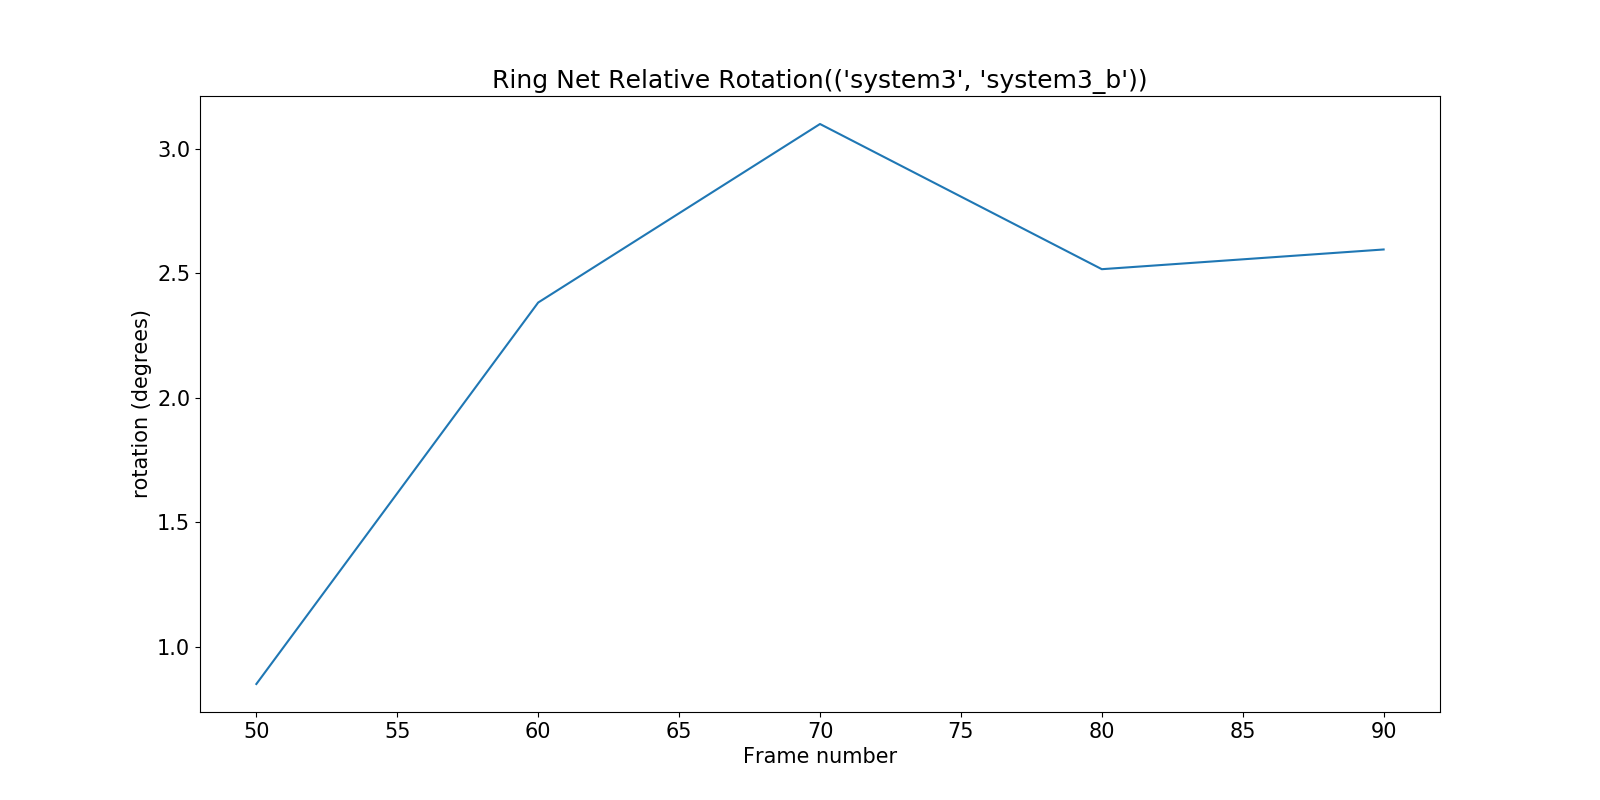 Ring Net Relative Rotation(('system3', 'system3_b'))
3.0
2.5
2.0
1.5
1.0
rotation (degrees)
50 55 60 65 70 75 80 85 90
Frame number